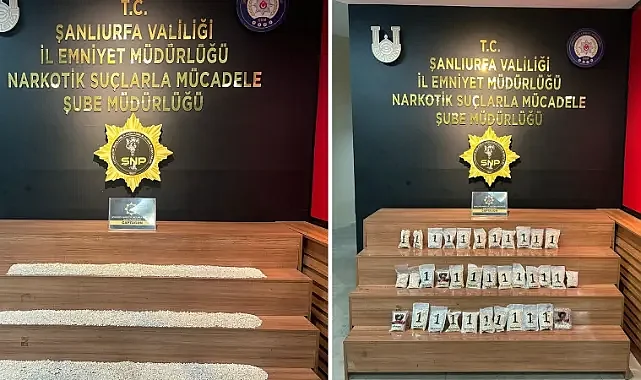 T.C.
ŞANLIURFA VALİLİĞİ
İL EMNİYET MÜDÜRLÜĞÜ
NARKOTİK SUÇLARLA MÜCADELE
ŞUBE MÜDÜRLÜĞÜ
SNP
T.C.
ŞANLIURFA VALİLİĞİ
İL EMNİYET MÜDÜRLÜĞÜ
NARKOTİK SUÇLARLA MÜCADELE
ŞUBE MÜDÜRLÜĞÜ
SNP